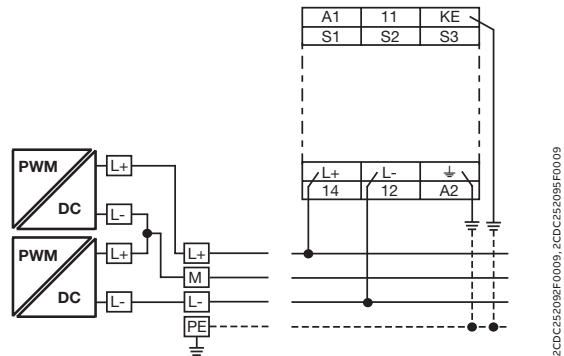 A1 11 KE
S1 S2 S3
L+ L- ⏚
14 12 A2
PWM L+
DC L-
PWM L+ L+
M
DC L- L-
PE
2CDC252092F0009, 2CDC252095F0009